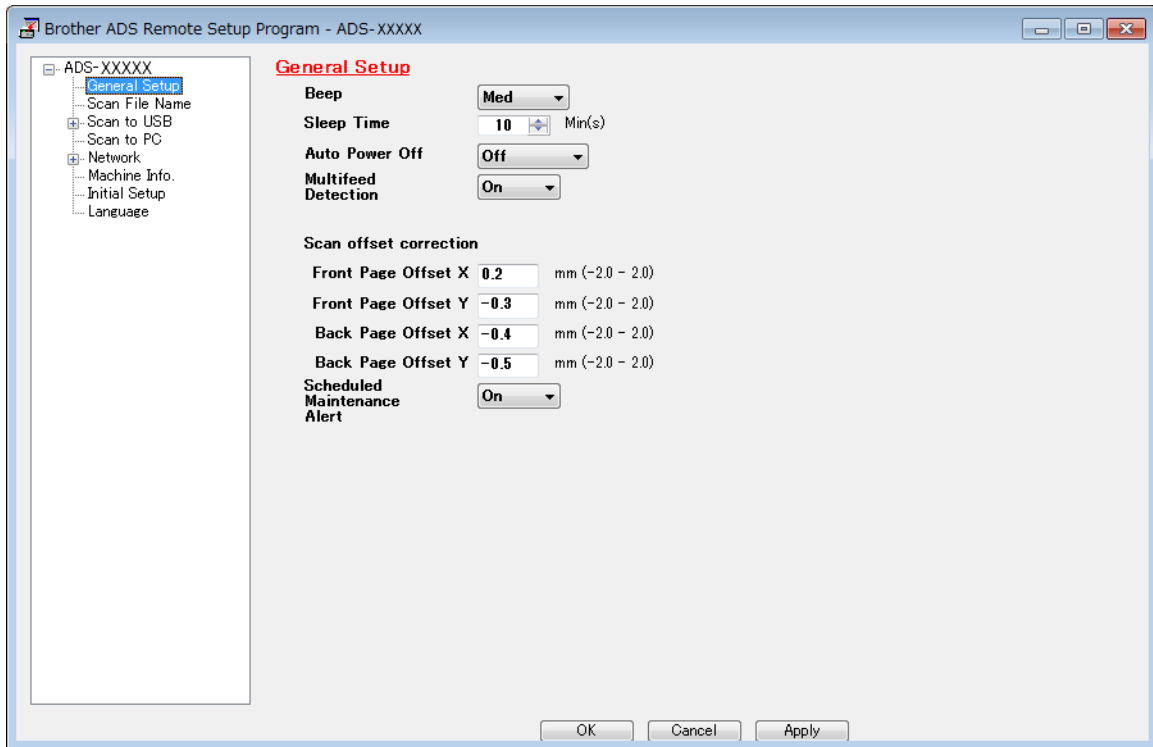 Brother ADS Remote Setup Program - ADS-XXXXX
ADS-XXXXX
General Setup
Scan File Name
Scan to USB
Scan to PC
Network
Machine Info.
Initial Setup
Language
General Setup
Beep Med
Sleep Time 10 Min(s)
Auto Power Off Off
Multifeed
Detection On
Scan offset correction
Front Page Offset X 0.2 mm (-2.0 - 2.0)
Front Page Offset Y -0.3 mm (-2.0 - 2.0)
Back Page Offset X -0.4 mm (-2.0 - 2.0)
Back Page Offset Y -0.5 mm (-2.0 - 2.0)
Scheduled
Maintenance On
Alert
OK Cancel Apply